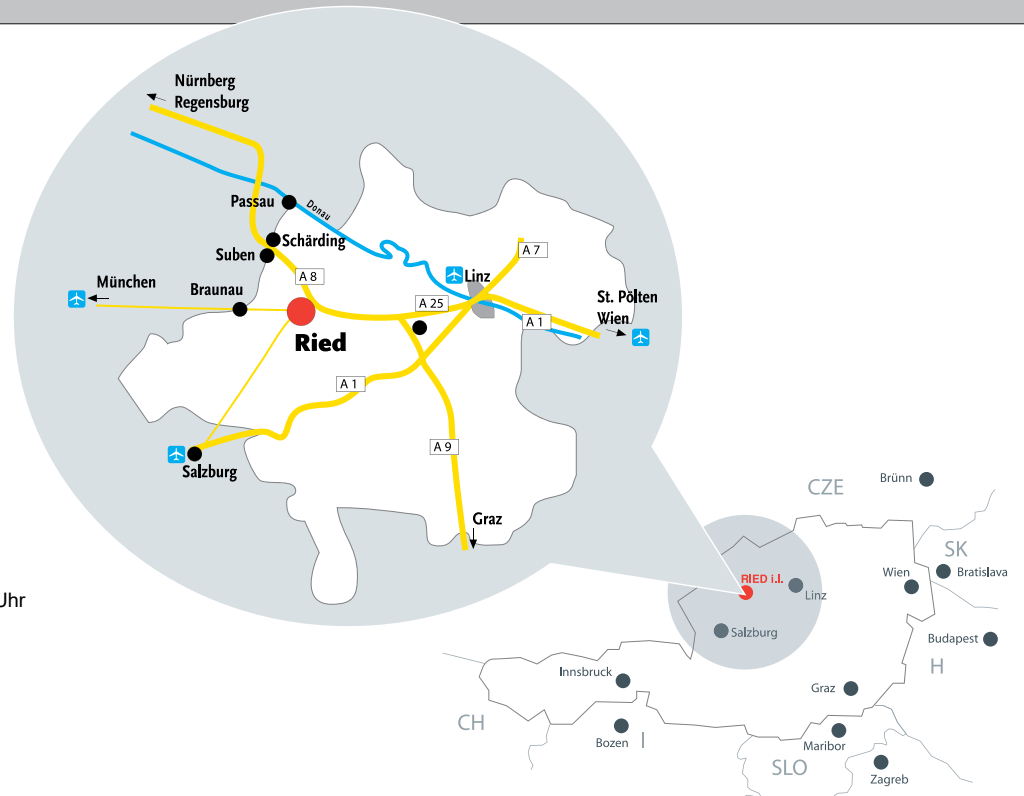 Nürnberg
Regensburg
Passau
Donau
Schärding
Suben
A 8
München
Braunau
Ried
A 25
Linz
A 7
St. Pölten
Wien
A 1
A 1
A 9
Salzburg
Graz
Uhr
CZE
Brünn
SK
Wien
Bratislava
RIED i.I.
Linz
Salzburg
Budapest
H
Innsbruck
Graz
CH
Bozen
I
Maribor
SLO
Zagreb